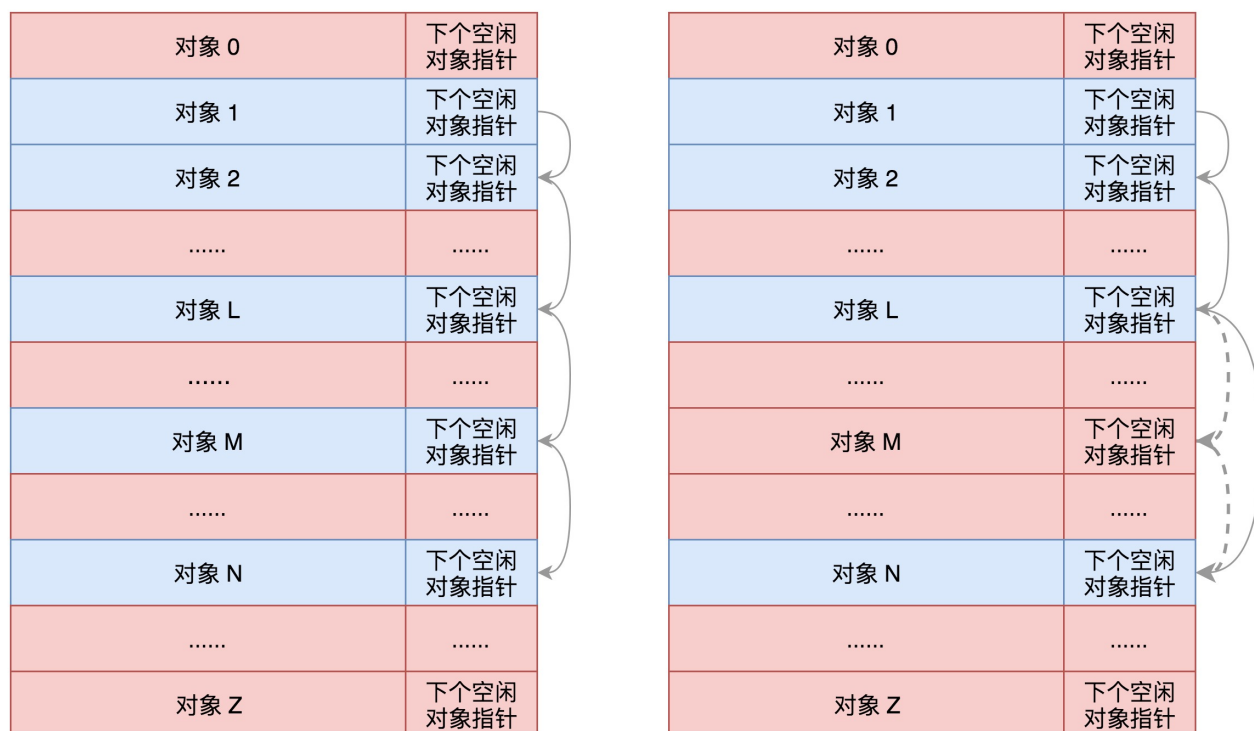 对象 0
下个空闲
对象指针
对象 1
下个空闲
对象指针
对象 2
下个空闲
对象指针
......
......
对象 L
下个空闲
对象指针
......
......
对象 M
下个空闲
对象指针
......
......
对象 N
下个空闲
对象指针
......
......
对象 Z
下个空闲
对象指针
对象 0
下个空闲
对象指针
对象 1
下个空闲
对象指针
对象 2
下个空闲
对象指针
......
......
对象 L
下个空闲
对象指针
......
......
对象 M
下个空闲
对象指针
......
......
对象 N
下个空闲
对象指针
......
......
对象 Z
下个空闲
对象指针